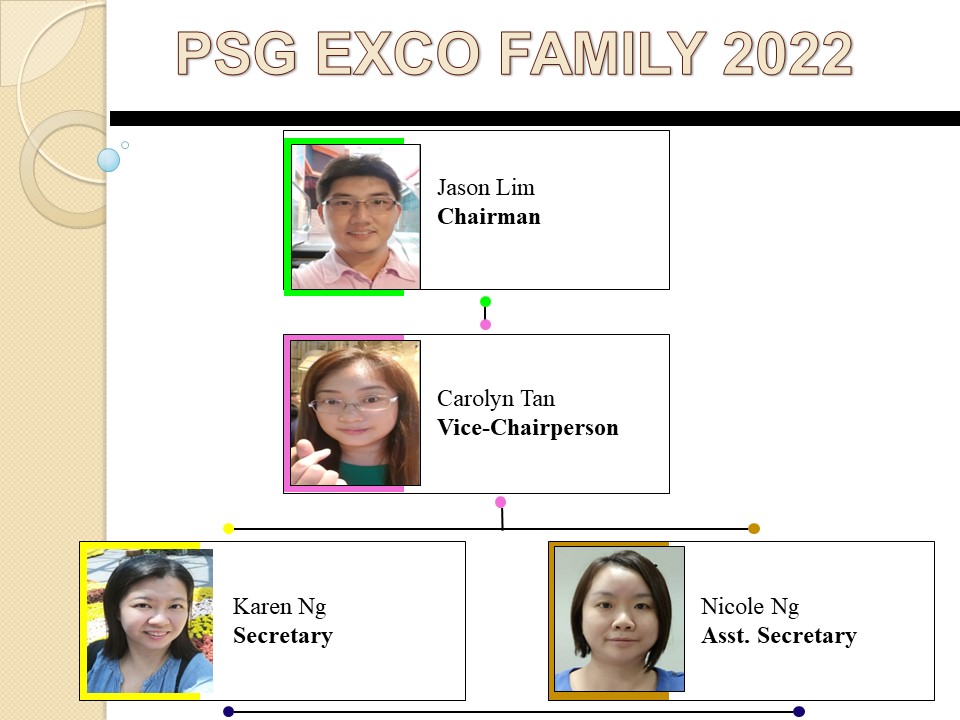 PSG EXCO FAMILY 2022
Jason Lim
Chairman
Carolyn Tan
Vice-Chairperson
Karen Ng
Secretary
Nicole Ng
Asst. Secretary